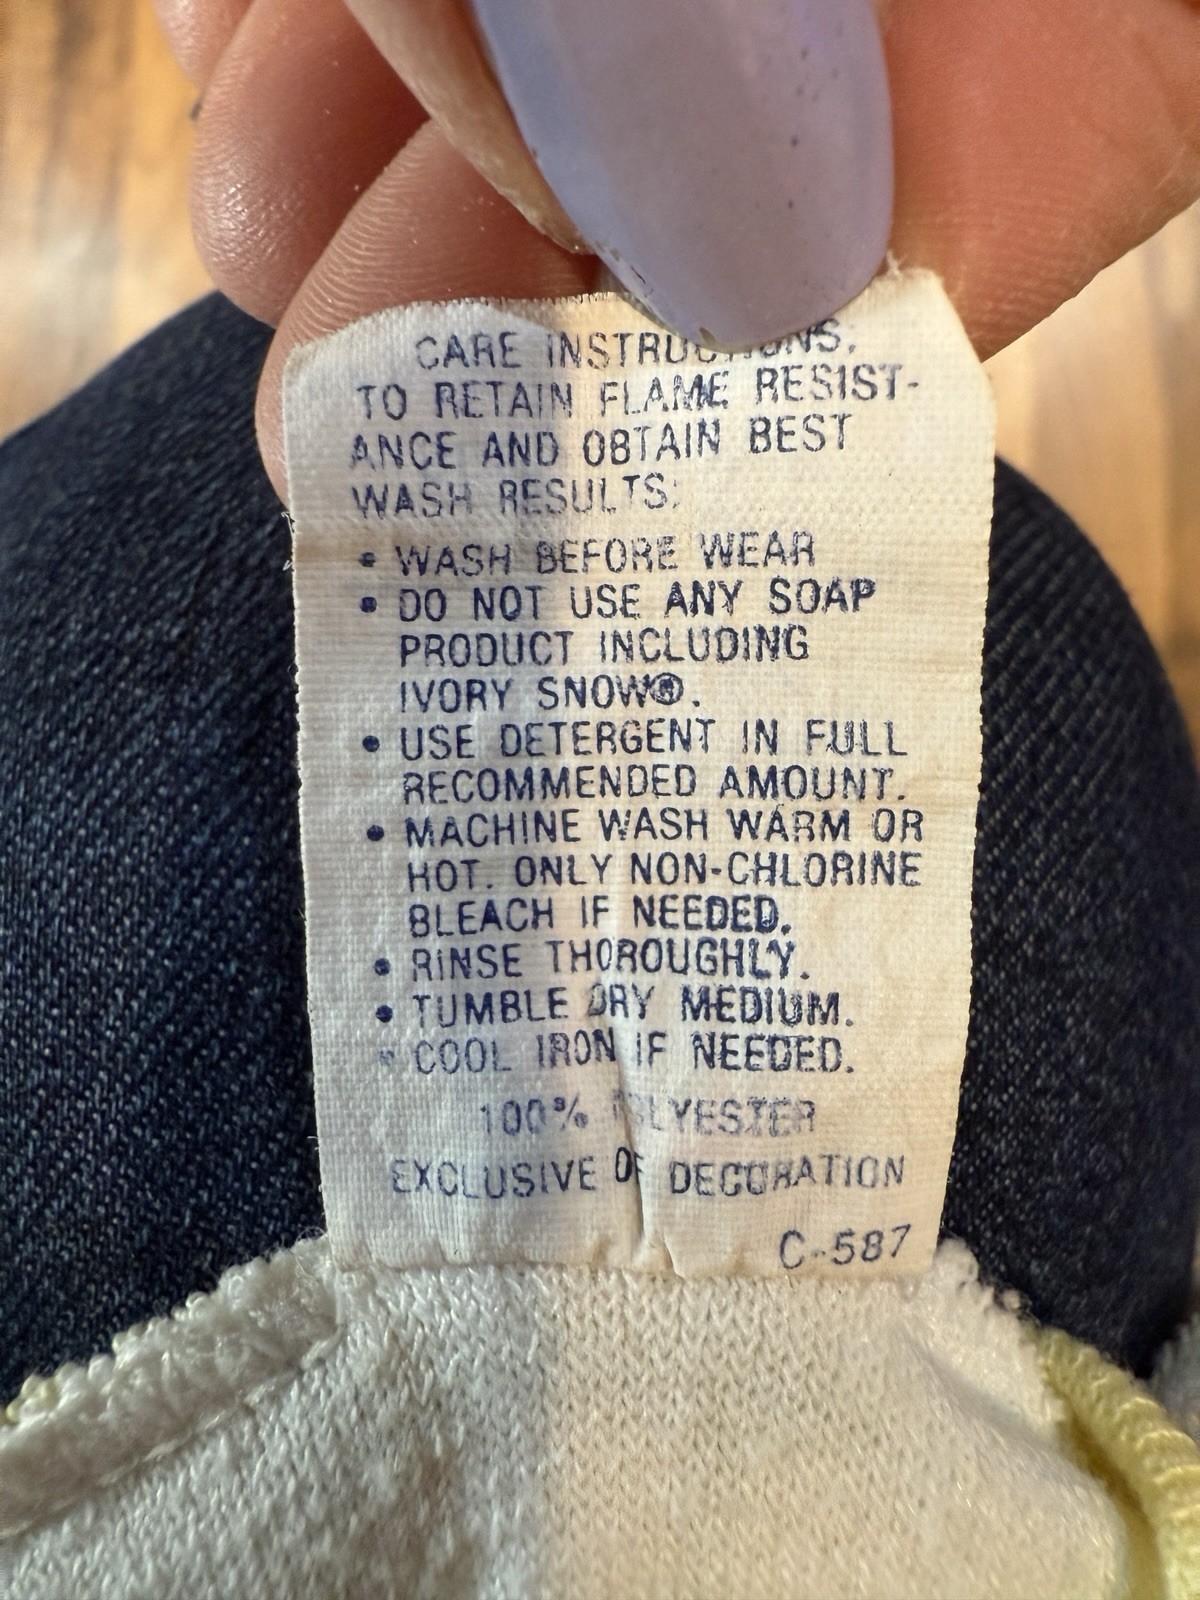 CARE INSTRUCTIONS:
TO RETAIN FLAME RESIST-
ANCE AND OBTAIN BEST
WASH RESULTS:
• WASH BEFORE WEAR
• DO NOT USE ANY SOAP
PRODUCT INCLUDING
IVORY SNOW®.
• USE DETERGENT IN FULL
RECOMMENDED AMOUNT.
• MACHINE WASH WARM OR
HOT. ONLY NON-CHLORINE
BLEACH IF NEEDED.
• RINSE THOROUGHLY.
• TUMBLE DRY MEDIUM.
• COOL IRON IF NEEDED.
100% POLYESTER
EXCLUSIVE OF DECORATION
C-587